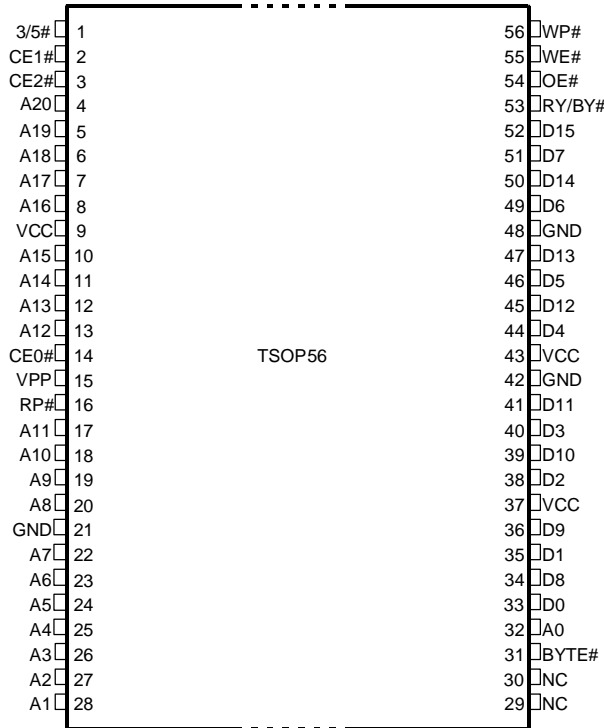 3/5# 1 56 WP#
CE1# 2 55 WE#
CE2# 3 54 OE#
A20 4 53 RY/BY#
A19 5 52 D15
A18 6 51 D7
A17 7 50 D14
A16 8 49 D6
VCC 9 48 GND
A15 10 47 D13
A14 11 46 D5
A13 12 45 D12
A12 13 44 D4
CE0# 14 TSOP56 43 VCC
VPP 15 42 GND
RP# 16 41 D11
A11 17 40 D3
A10 18 39 D10
A9 19 38 D2
A8 20 37 VCC
GND 21 36 D9
A7 22 35 D1
A6 23 34 D8
A5 24 33 D0
A4 25 32 A0
A3 26 31 BYTE#
A2 27 30 NC
A1 28 29 NC